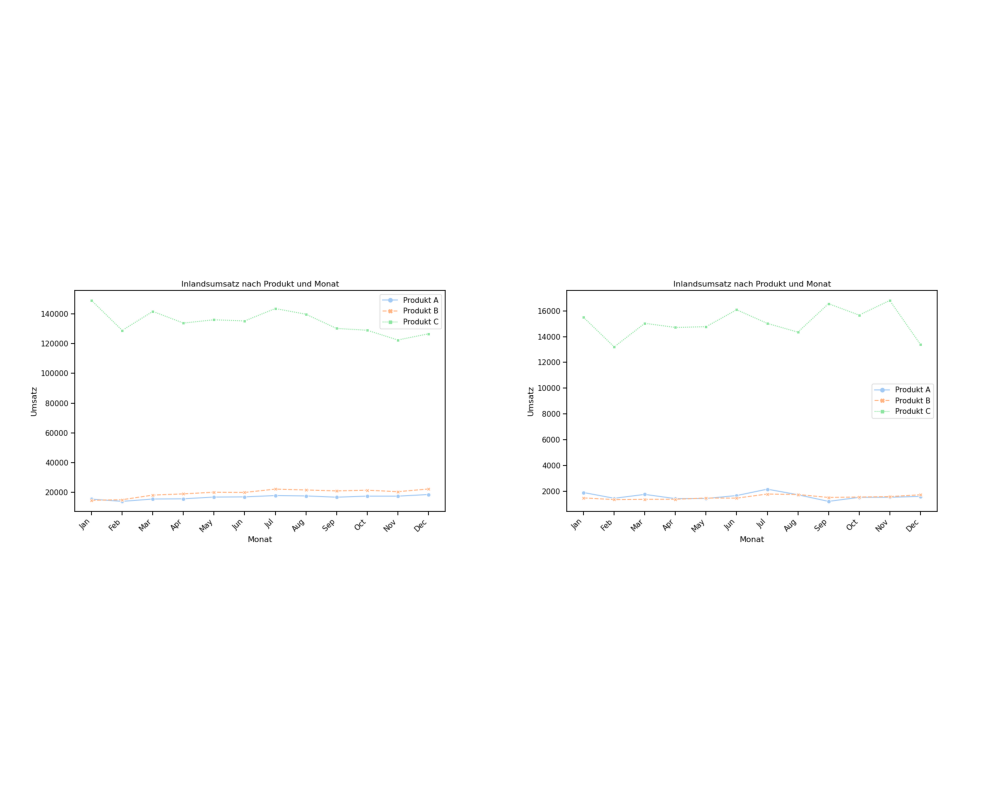 Inlandsumsatz nach Produkt und Monat
Produkt A
Produkt B
Produkt C
140000
120000
100000
80000
60000
40000
20000
Umsatz
Jan
Feb
Mar
Apr
May
Jun
Jul
Aug
Sep
Oct
Nov
Dec
Monat
Inlandsumsatz nach Produkt und Monat
16000
14000
12000
10000
8000
6000
4000
2000
Umsatz
Produkt A
Produkt B
Produkt C
Jan
Feb
Mar
Apr
May
Jun
Jul
Aug
Sep
Oct
Nov
Dec
Monat